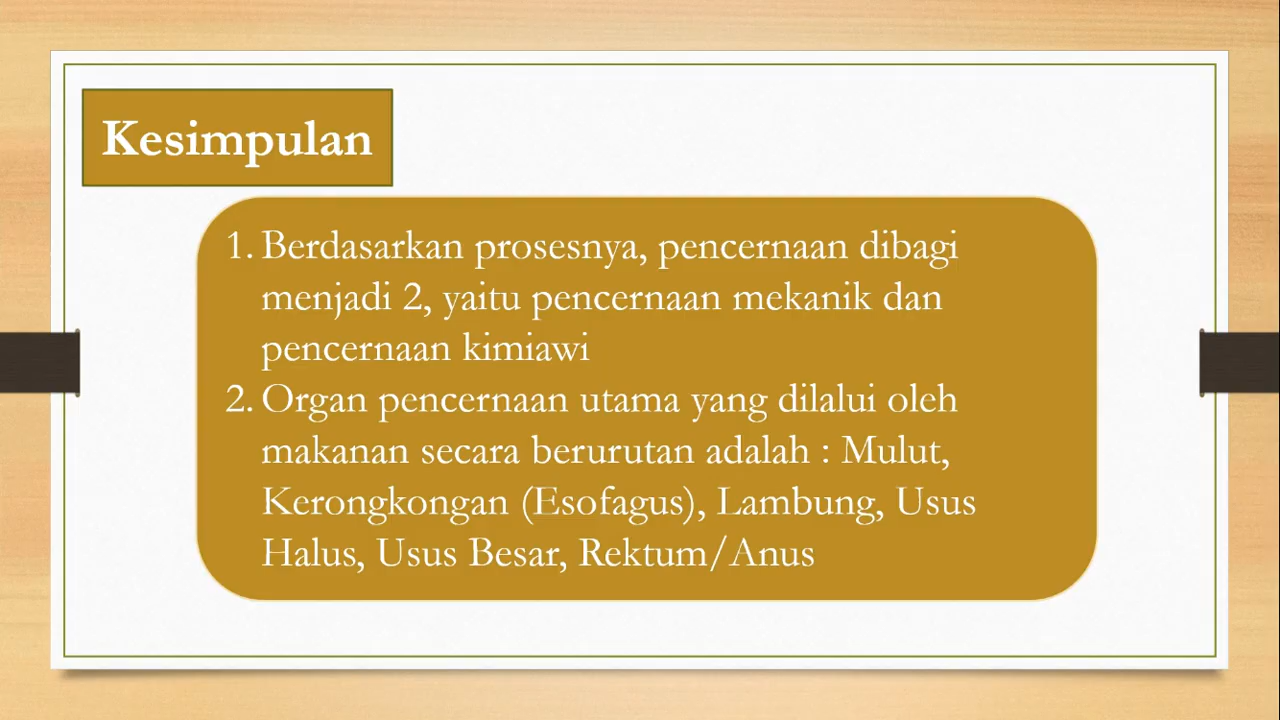 Kesimpulan
1. Berdasarkan prosesnya, pencernaan dibagi
menjadi 2, yaitu pencernaan mekanik dan
pencernaan kimiawi
2. Organ pencernaan utama yang dilalui oleh
makanan secara berurutan adalah : Mulut,
Kerongkongan (Esofagus), Lambung, Usus
Halus, Usus Besar, Rektum/Anus